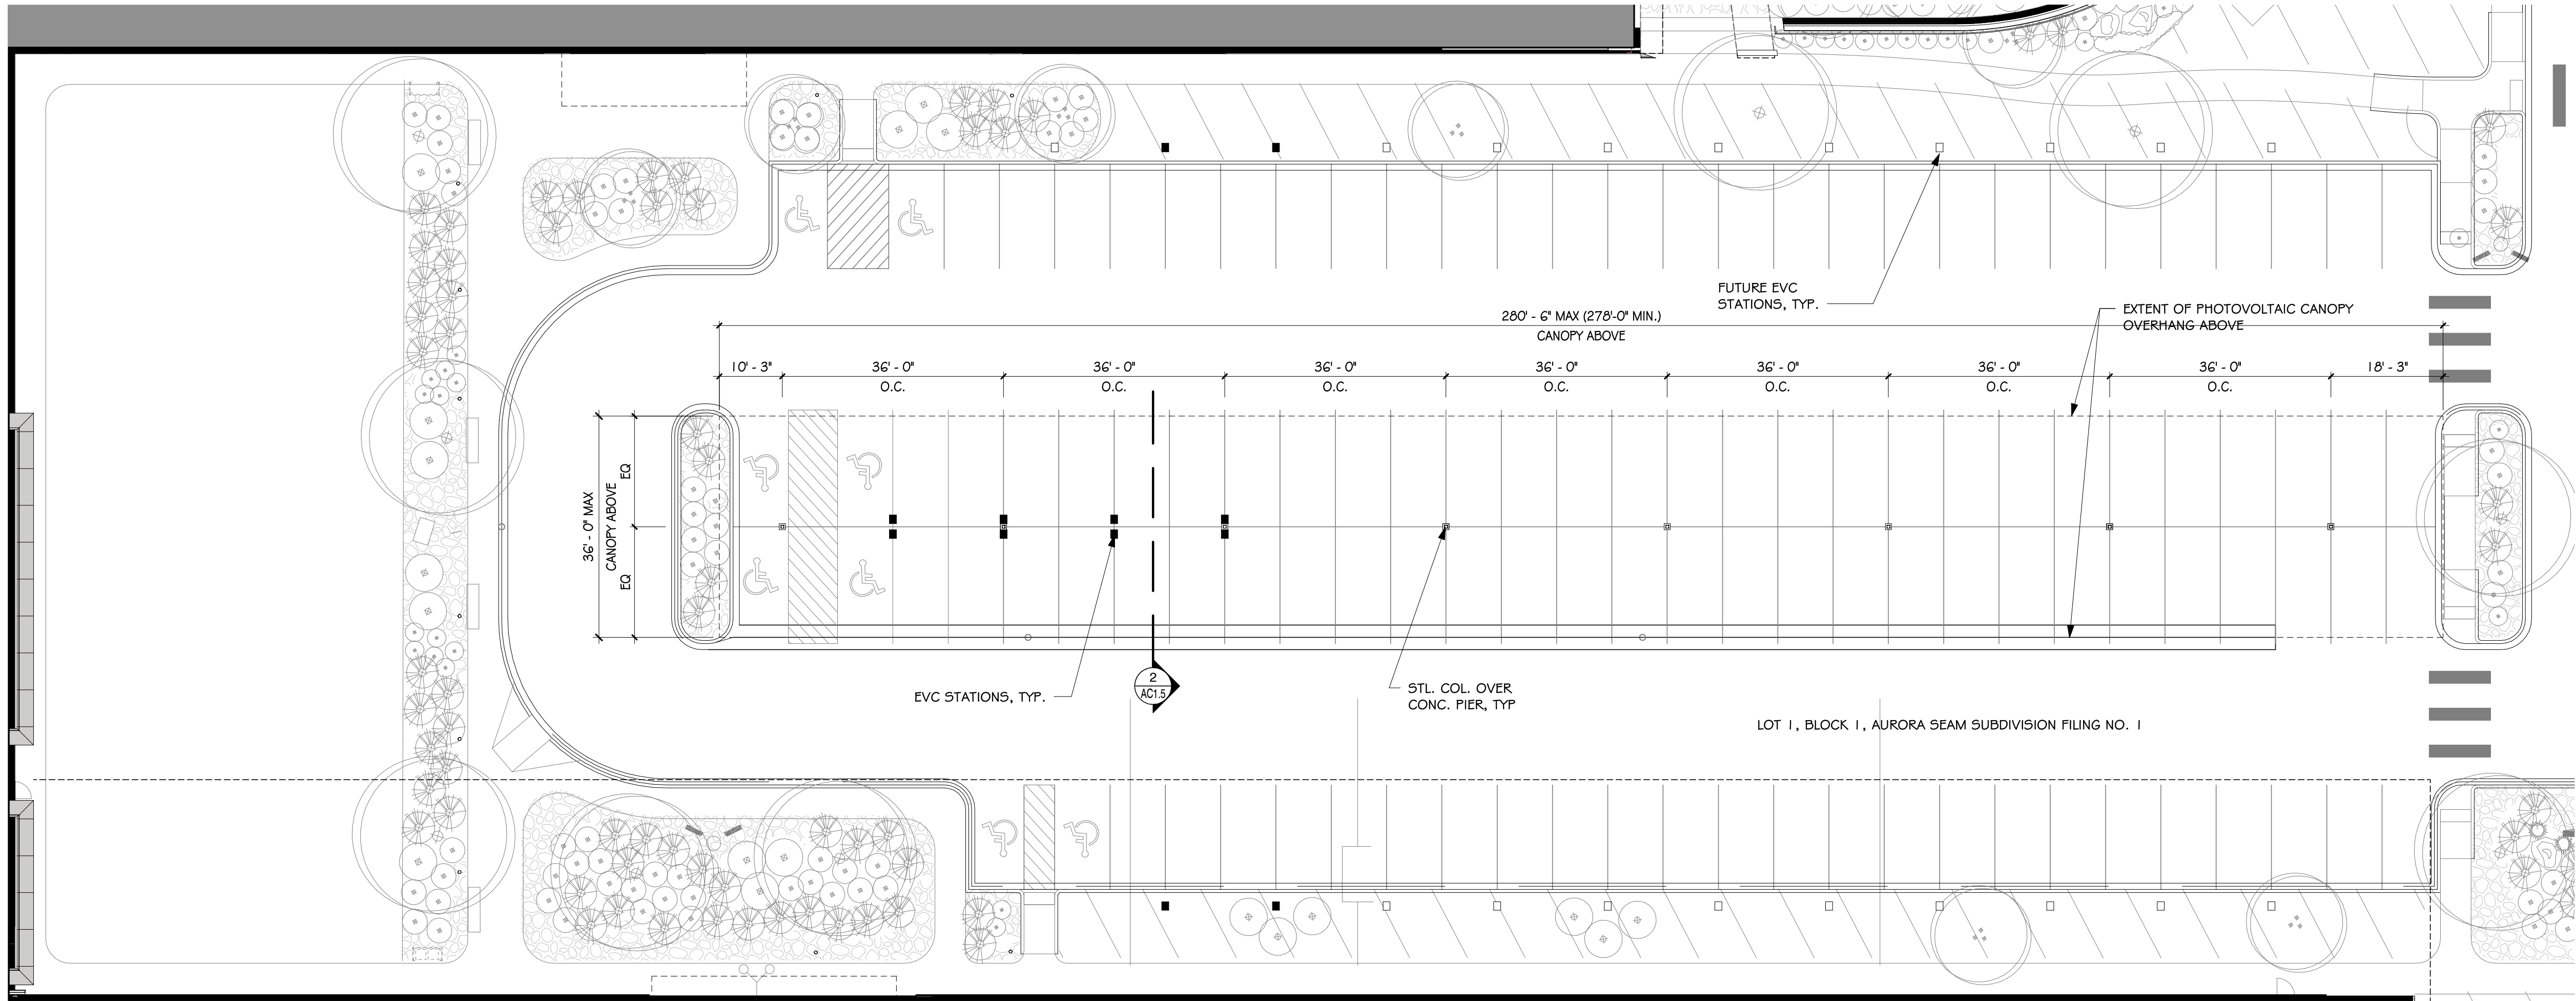 FUTURE EVC
STATIONS, TYP.
EXTENT OF PHOTOVOLTAIC CANOPY
OVERHANG ABOVE
280' - 6" MAX (278'-0" MIN.)
CANOPY ABOVE
10' - 3"
36' - 0"
O.C.
36' - 0"
O.C.
36' - 0"
O.C.
36' - 0"
O.C.
36' - 0"
O.C.
36' - 0"
O.C.
36' - 0"
O.C.
18' - 3"
36' - 0" MAX
CANOPY ABOVE
EQ
EQ
EVC STATIONS, TYP.
2
AC1.5
STL. COL. OVER
CONC. PIER, TYP
LOT 1, BLOCK 1, AURORA SEAM SUBDIVISION FILING NO. 1